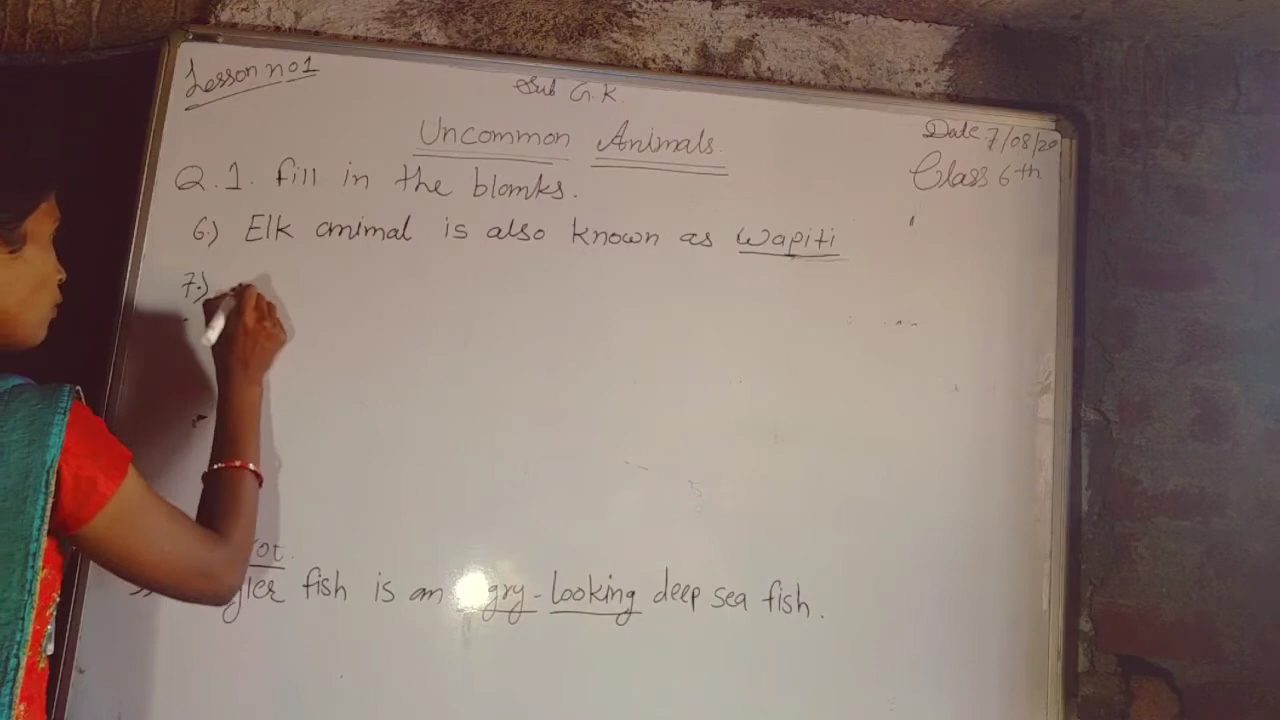 Lesson no 1
Sub G.K.
Date 7/08/20
Uncommon Animals.
Class 6th
Q.1. fill in the blanks.
6.) Elk animal is also known as Wapiti
7.)
fish is an looking deep sea fish.